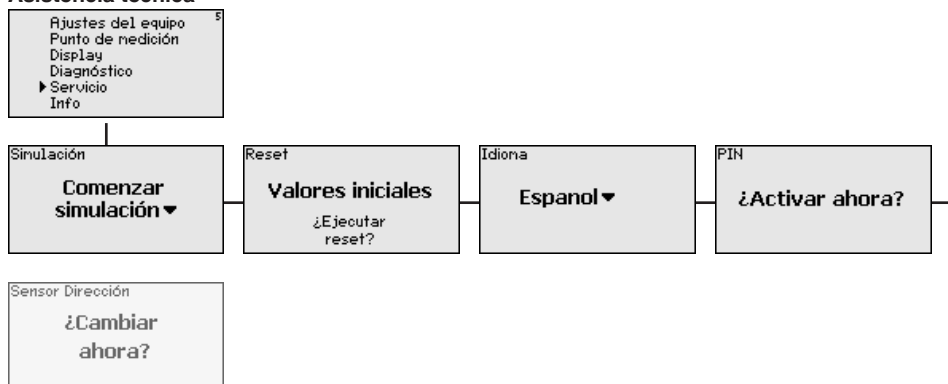 Asistencia técnica
Ajustes del equipo 5
Punto de medición
Display
Diagnóstico
Servicio
Info
Simulación
Comenzar
simulación
Reset
Valores iniciales
¿Ejecutar
reset?
Idioma
Espanol
PIN
¿Activar ahora?
Sensor Dirección
¿Cambiar
ahora?